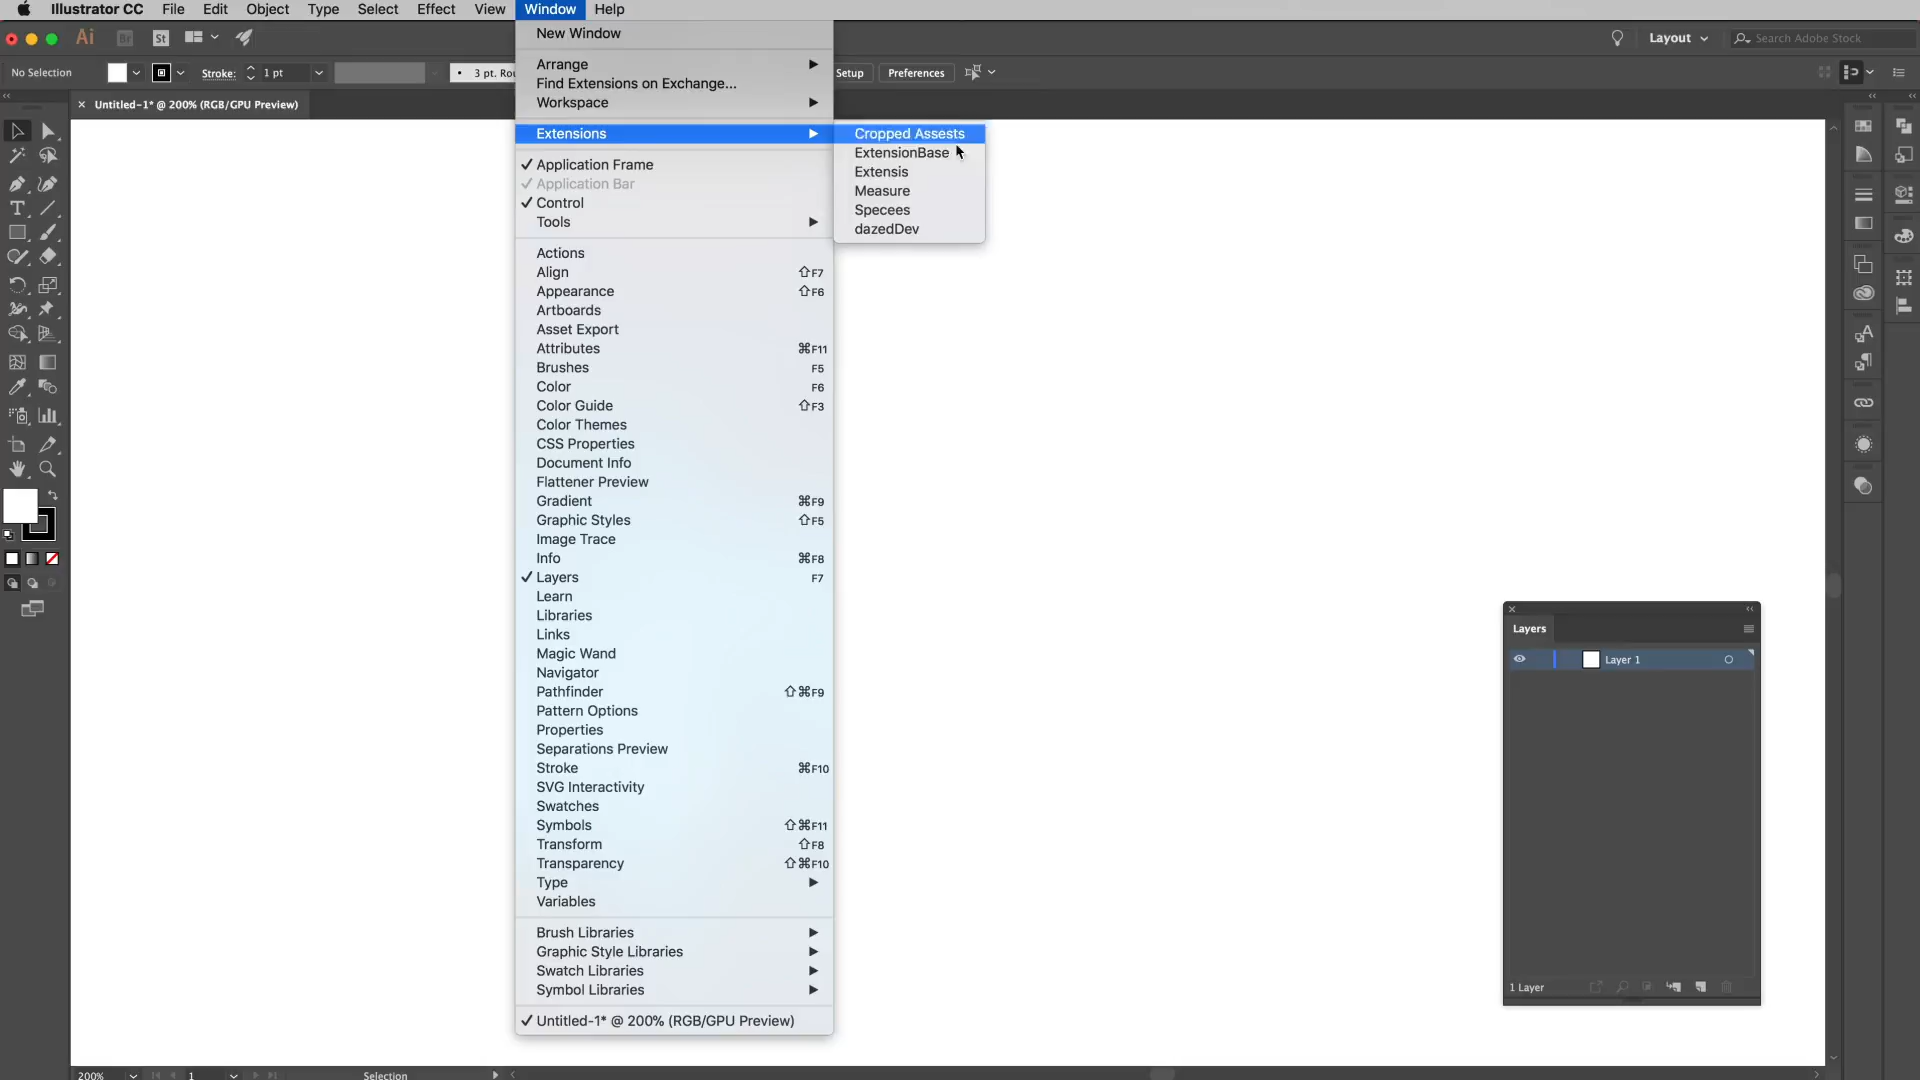 Illustrator CC File Edit Object Type Select Effect View Window Help
Ai Br St Layout Search Adobe Stock
No Selection Stroke: 1 pt 3 pt. Rou Setup Preferences
Untitled-1* @ 200% (RGB/GPU Preview)
New Window
Arrange
Find Extensions on Exchange...
Workspace
Extensions
Cropped Assests
ExtensionBase
Extensis
Measure
Specees
dazedDev
Application Frame
Application Bar
Control
Tools
Actions
Align ⇧F7
Appearance ⇧F6
Artboards
Asset Export
Attributes ⌘F11
Brushes F5
Color F6
Color Guide ⇧F3
Color Themes
CSS Properties
Document Info
Flattener Preview
Gradient ⌘F9
Graphic Styles ⇧F5
Image Trace
Info ⌘F8
Layers F7
Learn
Libraries
Links
Magic Wand
Navigator
Pathfinder ⇧⌘F9
Pattern Options
Properties
Separations Preview
Stroke ⌘F10
SVG Interactivity
Swatches
Symbols ⇧⌘F11
Transform ⇧F8
Transparency ⇧⌘F10
Type
Variables
Brush Libraries
Graphic Style Libraries
Swatch Libraries
Symbol Libraries
Untitled-1* @ 200% (RGB/GPU Preview)
Layers
Layer 1
1 Layer
200% 1 Selection